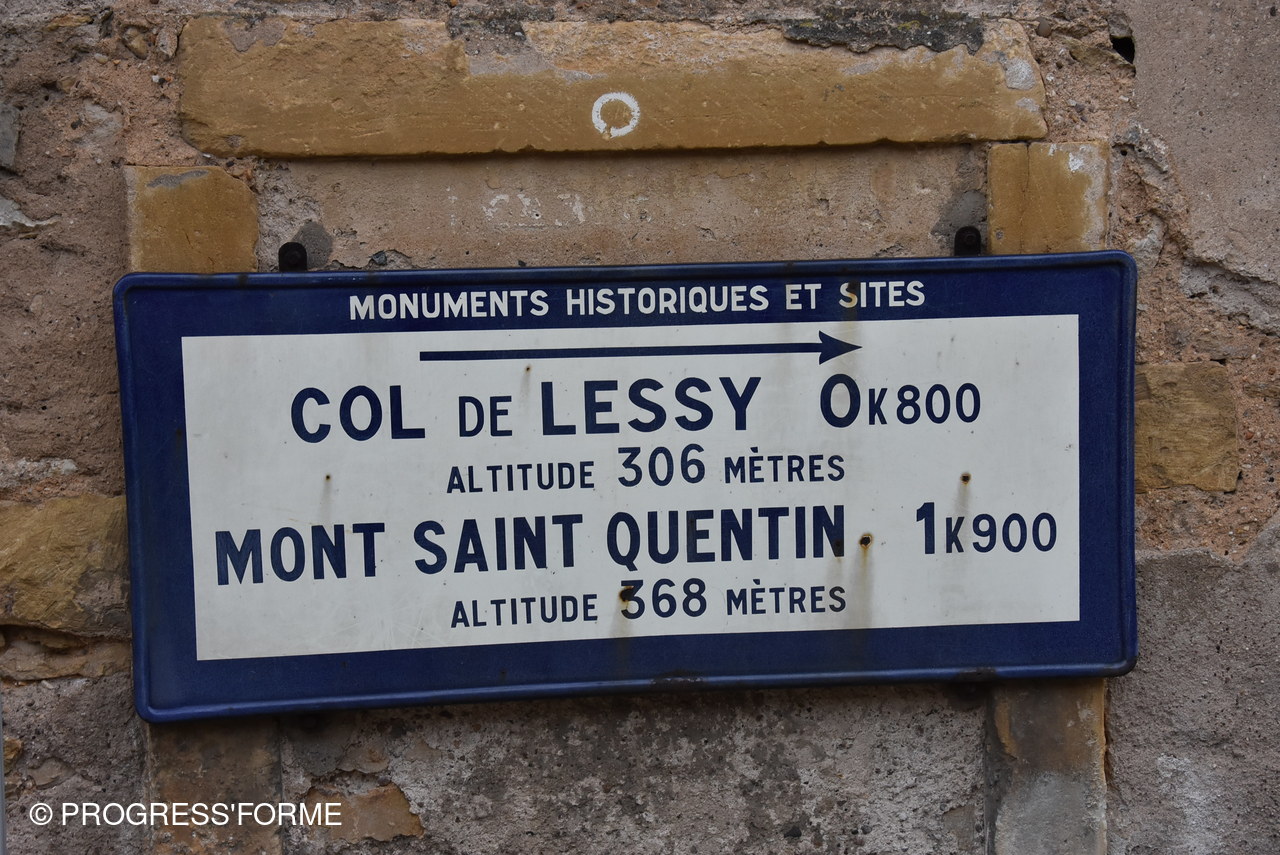 MONUMENTS HISTORIQUES ET SITES
COL DE LESSY 0K800
ALTITUDE 306 MÈTRES
MONT SAINT QUENTIN 1K900
ALTITUDE 368 MÈTRES
© PROGRESS'FORME